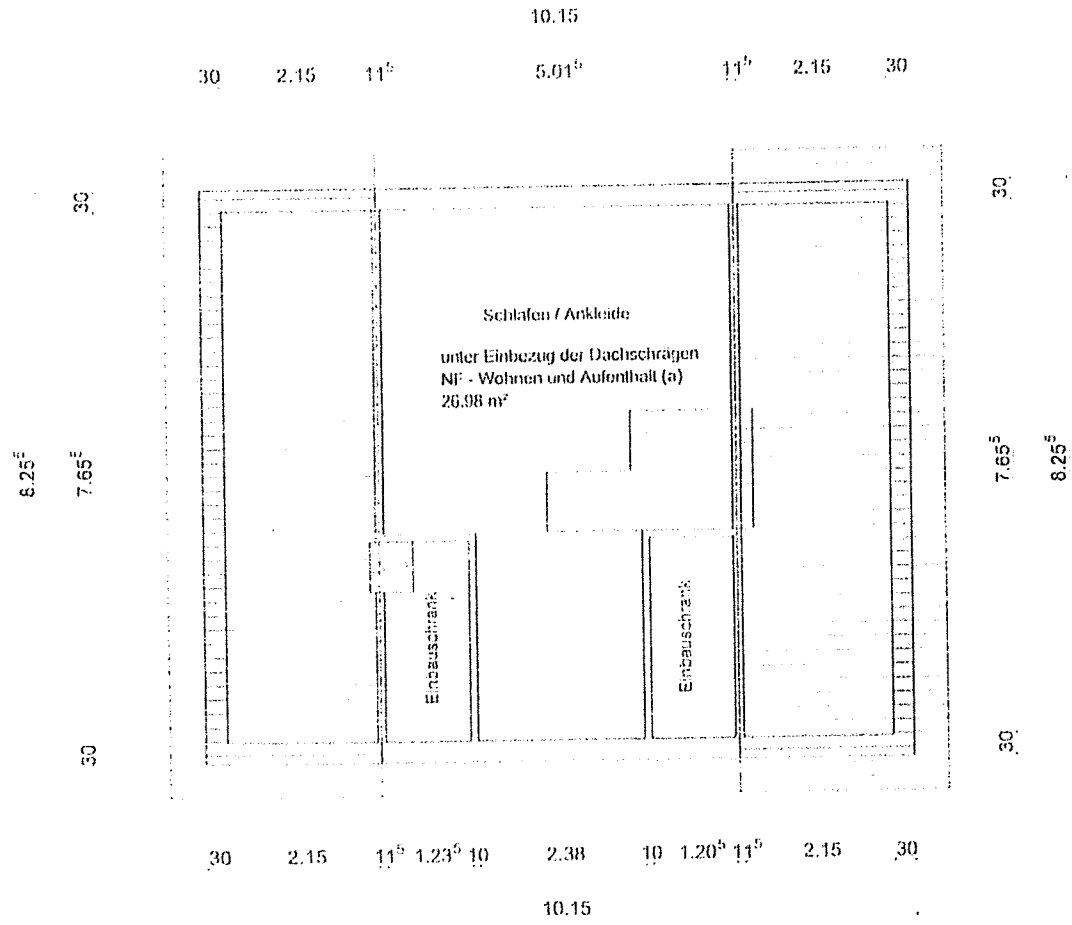 10.15
30 2.15 11⁵ 5.01⁵ 11⁵ 2.15 30
30
30
Schlafen / Ankleide
unter Einbezug der Dachschrägen
NF - Wohnen und Aufenthalt (a)
26.98 m²
8.25⁵
7.65⁵
7.65⁵
8.25⁵
Einbauschrank
Einbauschrank
30
30
30 2.15 11⁵ 1.23⁵ 10 2.38 10 1.20⁵ 11⁵ 2.15 30
10.15